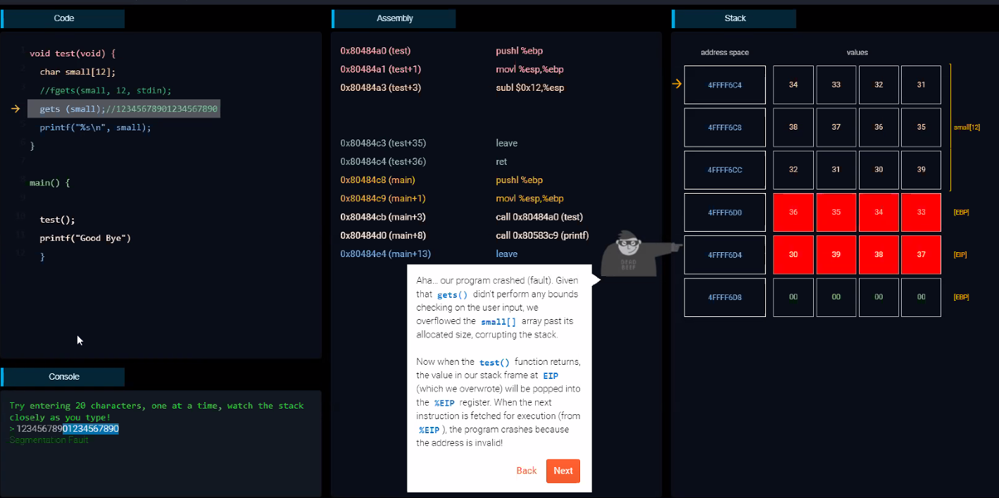 Code
void test(void) {
char small[12];
//fgets(small, 12, stdin);
gets (small);//12345678901234567890
printf("%s\n", small);
}
main() {
test();
printf("Good Bye")
}
Console
Try entering 20 characters, one at a time, watch the stack
closely as you type!
>12345678901234567890
Segmentation Fault
Assembly
0x80484a0 (test) pushl %ebp
0x80484a1 (test+1) movl %esp,%ebp
0x80484a3 (test+3) subl $0x12,%esp
0x80484c3 (test+35) leave
0x80484c4 (test+36) ret
0x80484c8 (main) pushl %ebp
0x80484c9 (main+1) movl %esp,%ebp
0x80484cb (main+3) call 0x80484a0 (test)
0x80484d0 (main+8) call 0x80583c9 (printf)
0x80484e4 (main+13) leave
DEAD
BEEF
Aha... our program crashed (fault). Given
that gets() didn't perform any bounds
checking on the user input, we
overflowed the small[] array past its
allocated size, corrupting the stack.
Now when the test() function returns,
the value in our stack frame at EIP
(which we overwrote) will be popped into
the %EIP register. When the next
instruction is fetched for execution (from
%EIP ), the program crashes because
the address is invalid!
Back Next
Stack
address space values
4FFFF6C4 34 33 32 31
4FFFF6C8 38 37 36 35 small[12]
4FFFF6CC 32 31 30 39
4FFFF6D0 36 35 34 33 [EBP]
4FFFF6D4 30 39 38 37 [EIP]
4FFFF6D8 00 00 00 00 [EBP]